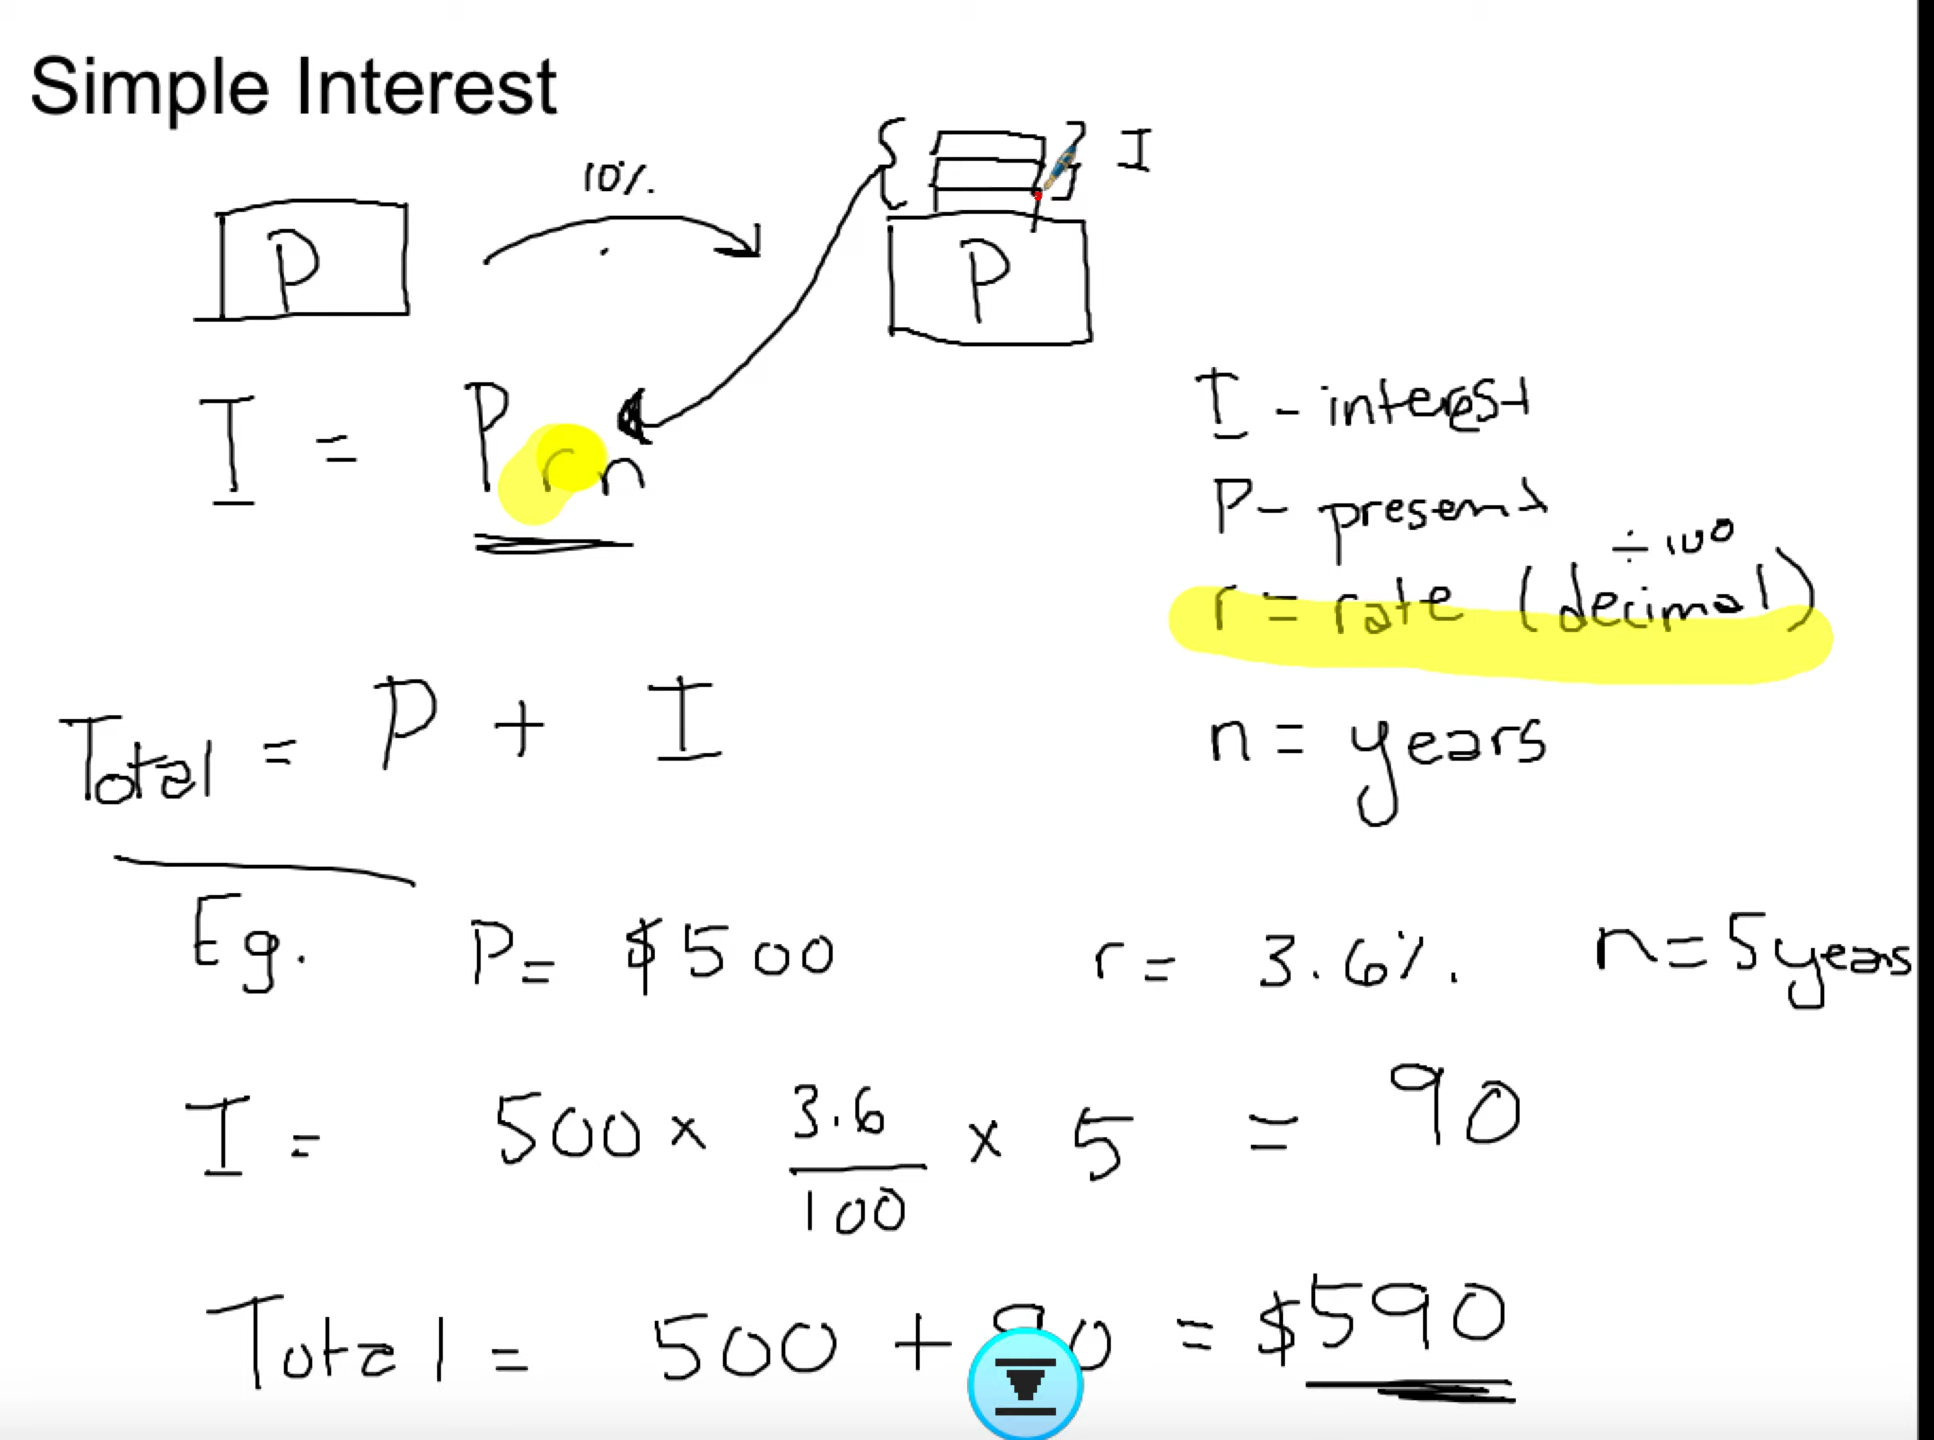 Simple Interest
10%
I
P
P
I = Prn
I - interest
P - present
÷100
r = rate (decimal)
Total = P + I
n = years
Eg. P = $500 r = 3.6% n = 5 years
I = 500 × 3.6/100 × 5 = 90
Total = 500 + 90 = $590